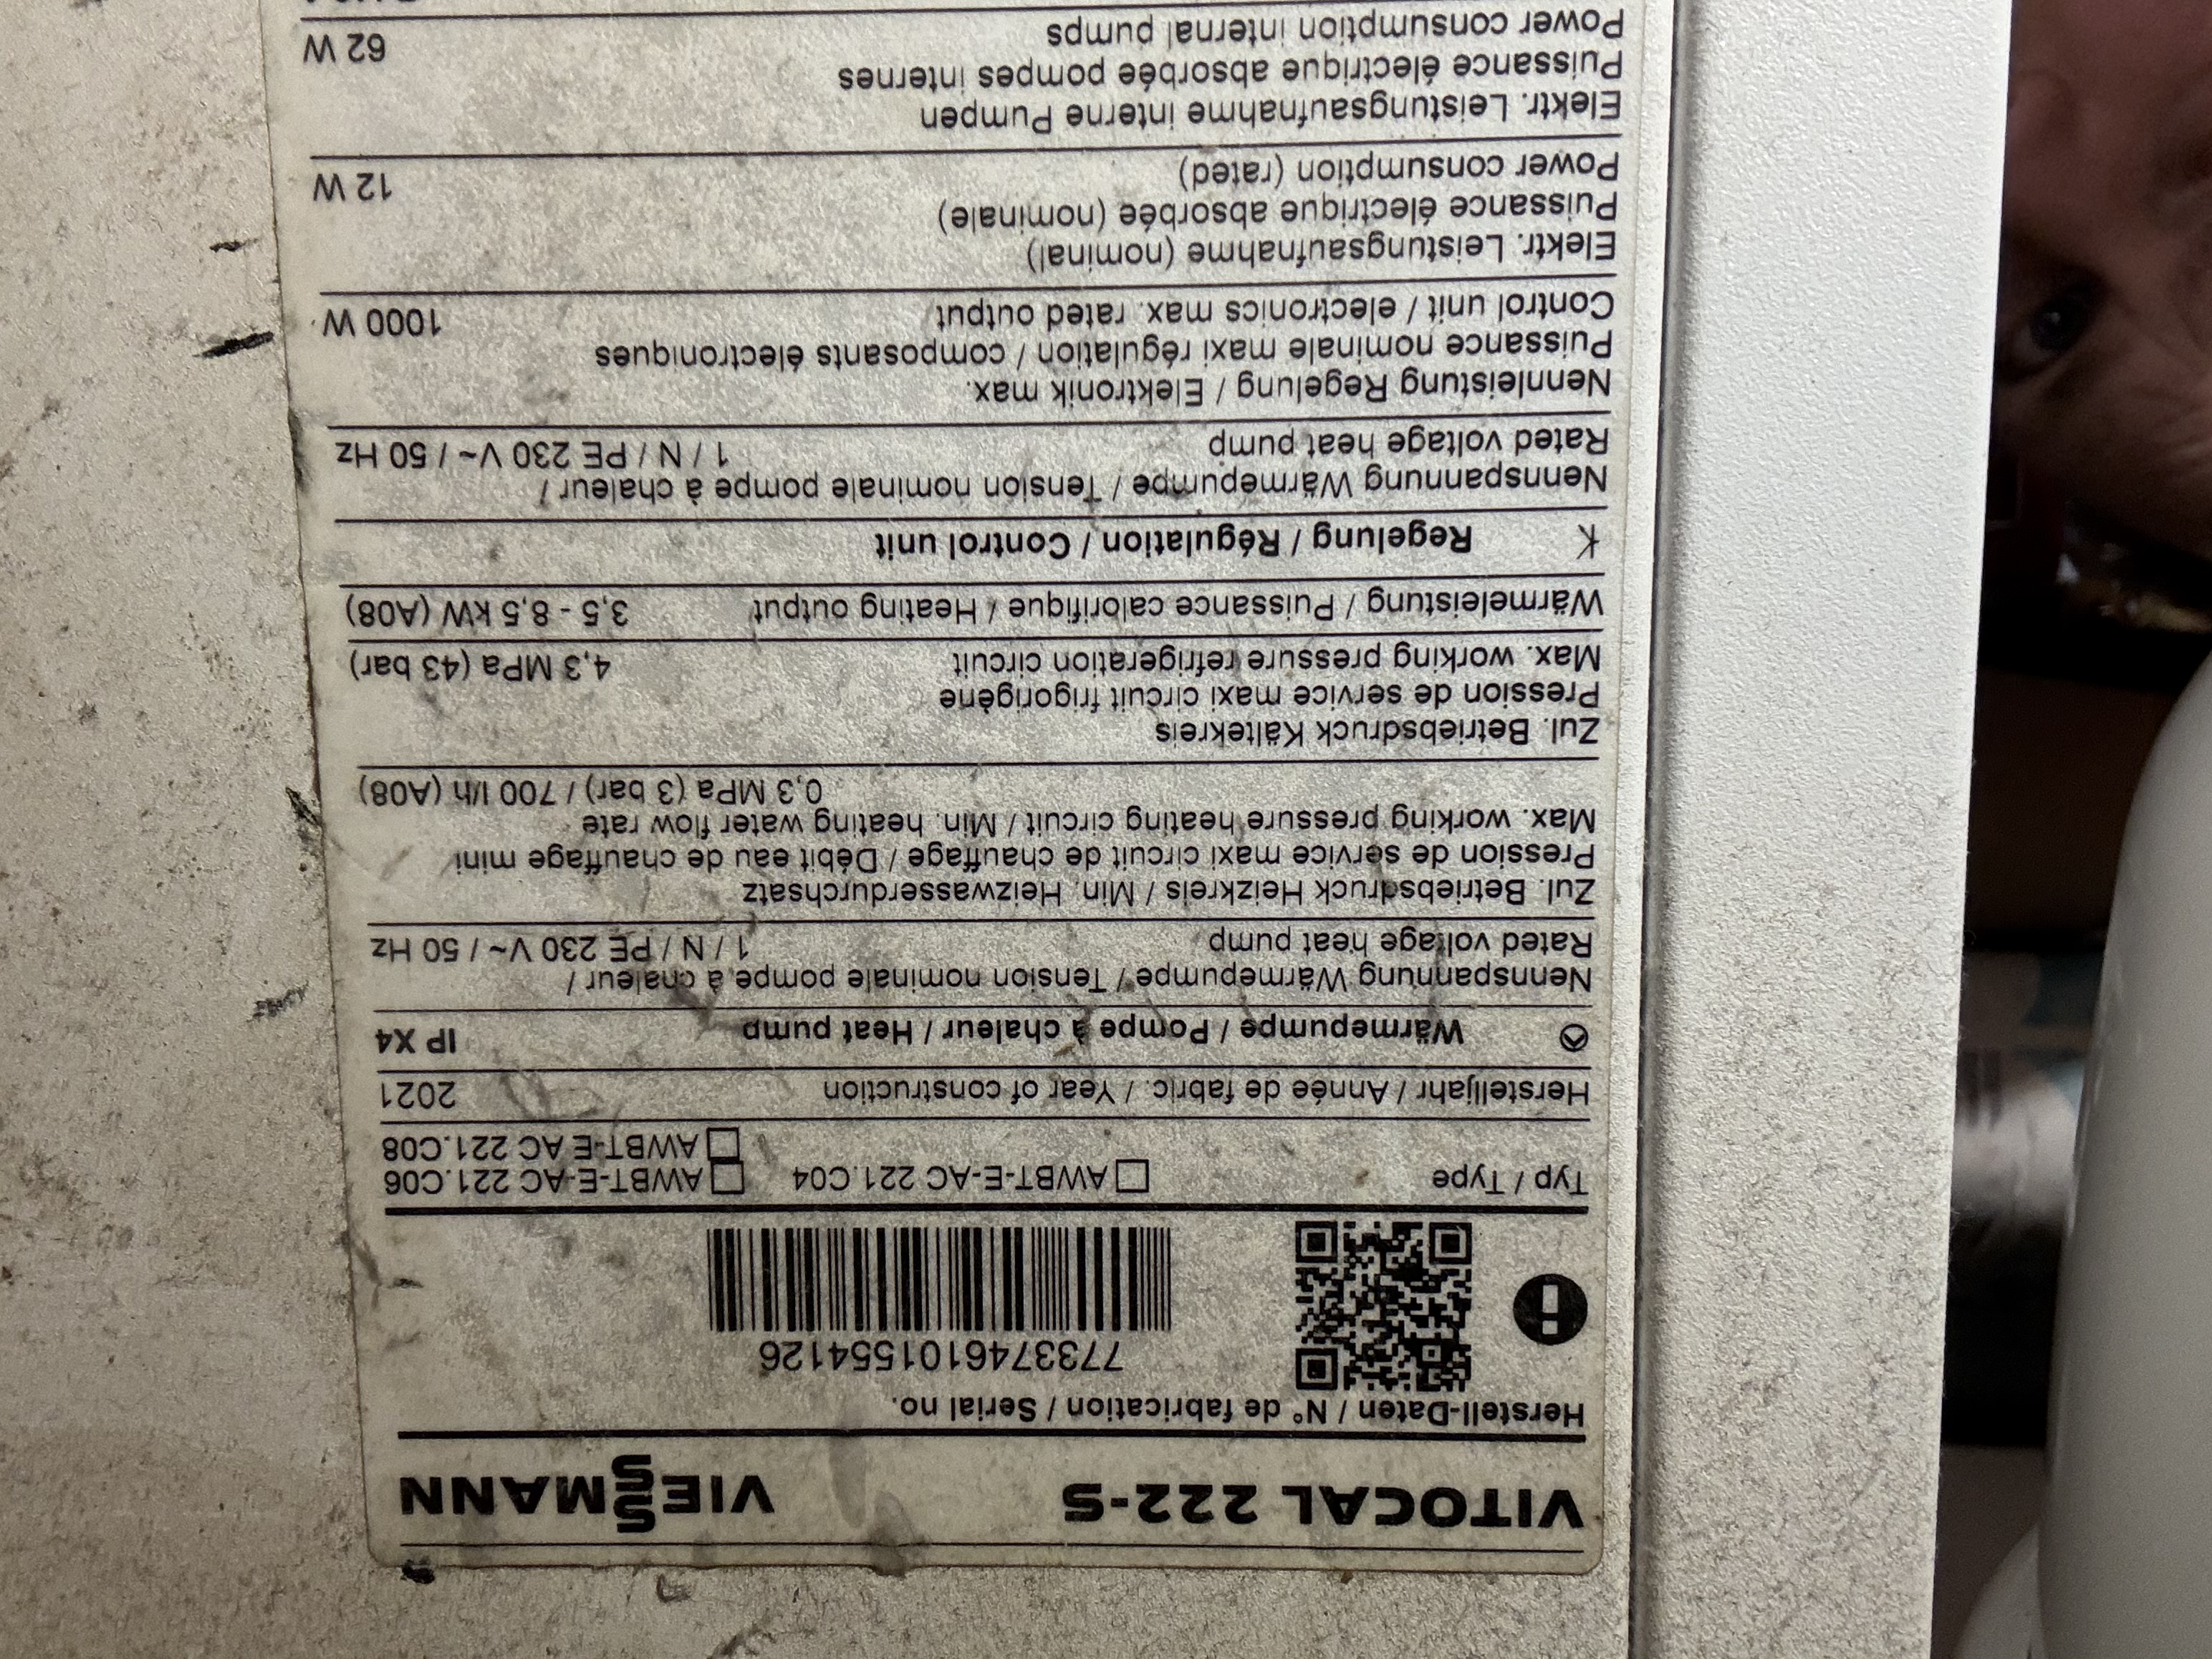 VITOCAL 222-S VIESSMANN
Herstell-Daten / N° de fabrication / Serial no.
7733746101554126
Typ / Type □ AWBT-E-AC 221.C04 □ AWBT-E-AC 221.C06
□ AWBT-E AC 221.C08
Herstelljahr / Année de fabric. / Year of construction 2021
Wärmepumpe / Pompe à chaleur / Heat pump IP X4
Nennspannung Wärmepumpe / Tension nominale pompe à chaleur /
Rated voltage heat pump 1 / N / PE 230 V~ / 50 Hz
Zul. Betriebsdruck Heizkreis / Min. Heizwasserdurchsatz
Pression de service maxi circuit de chauffage / Débit eau de chauffage mini
Max. working pressure heating circuit / Min. heating water flow rate
0,3 MPa (3 bar) / 700 l/h (A08)
Zul. Betriebsdruck Kältekreis
Pression de service maxi circuit frigorigène
Max. working pressure refrigeration circuit 4,3 MPa (43 bar)
Wärmeleistung / Puissance calorifique / Heating output 3,5 - 8,5 kW (A08)
Regelung / Régulation / Control unit
Nennspannung Wärmepumpe / Tension nominale pompe à chaleur /
Rated voltage heat pump 1 / N / PE 230 V~ / 50 Hz
Nennleistung Regelung / Elektronik max.
Puissance nominale maxi régulation / composants électroniques
Control unit / electronics max. rated output 1000 W
Elektr. Leistungsaufnahme (nominal)
Puissance électrique absorbée (nominale)
Power consumption (rated) 12 W
Elektr. Leistungsaufnahme interne Pumpen
Puissance électrique absorbée pompes internes
Power consumption internal pumps 62 W